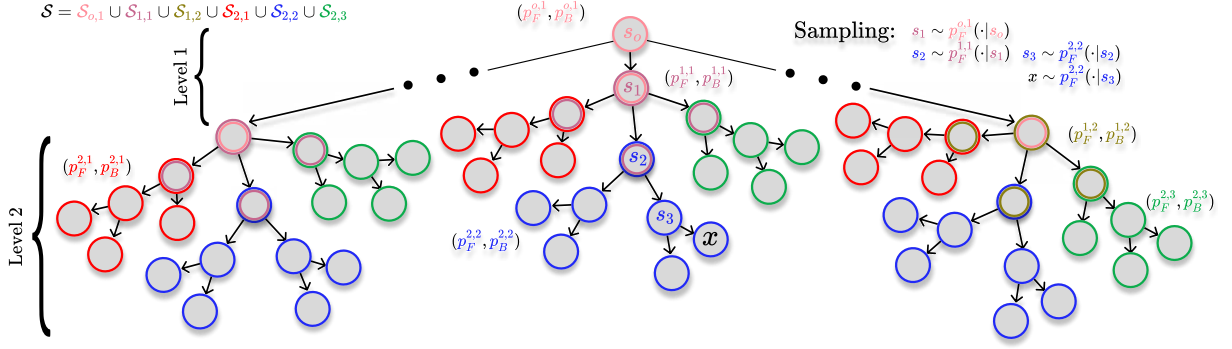 𝒮 = 𝒮_{o,1} ∪ 𝒮_{1,1} ∪ 𝒮_{1,2} ∪ 𝒮_{2,1} ∪ 𝒮_{2,2} ∪ 𝒮_{2,3}
(p_F^{o,1}, p_B^{o,1})
s_o
Sampling:
s_1 ∼ p_F^{o,1}(·|s_o)
s_2 ∼ p_F^{1,1}(·|s_1) s_3 ∼ p_F^{2,2}(·|s_2)
x ∼ p_F^{2,2}(·|s_3)
Level 1
s_1
(p_F^{1,1}, p_B^{1,1})
(p_F^{1,2}, p_B^{1,2})
Level 2
(p_F^{2,1}, p_B^{2,1})
s_2
(p_F^{2,3}, p_B^{2,3})
s_3
(p_F^{2,2}, p_B^{2,2})
x